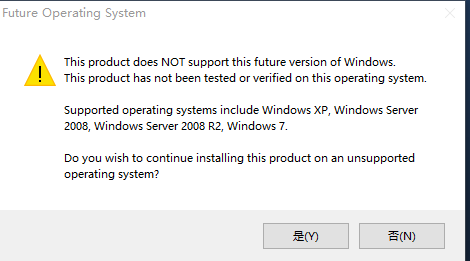 Future Operating System
This product does NOT support this future version of Windows.
This product has not been tested or verified on this operating system.
Supported operating systems include Windows XP, Windows Server
2008, Windows Server 2008 R2, Windows 7.
Do you wish to continue installing this product on an unsupported
operating system?
是(Y)
否(N)